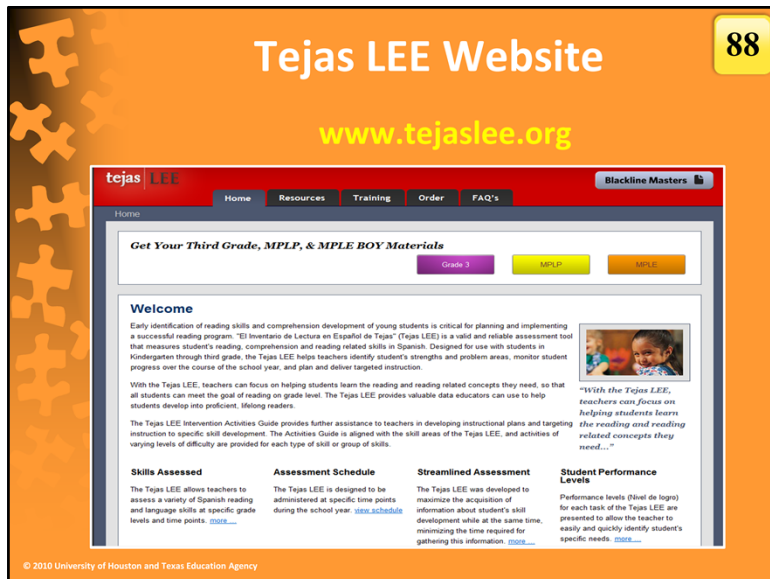 Tejas LEE Website
88
www.tejaslee.org
tejas LEE
Blackline Masters
Home Resources Training Order FAQ's
Home
Get Your Third Grade, MPLP, & MPLE BOY Materials
Grade 3 MPLP MPLE
Welcome
Early identification of reading skills and comprehension development of young students is critical for planning and implementing
a successful reading program. "El Inventario de Lectura en Español de Tejas" (Tejas LEE) is a valid and reliable assessment tool
that measures student's reading, comprehension and reading related skills in Spanish. Designed for use with students in
Kindergarten through third grade, the Tejas LEE helps teachers identify student's strengths and problem areas, monitor student
progress over the course of the school year, and plan and deliver targeted instruction.
With the Tejas LEE, teachers can focus on helping students learn the reading and reading related concepts they need, so that
all students can meet the goal of reading on grade level. The Tejas LEE provides valuable data educators can use to help
students develop into proficient, lifelong readers.
The Tejas LEE Intervention Activities Guide provides further assistance to teachers in developing instructional plans and targeting
instruction to specific skill development. The Activities Guide is aligned with the skill areas of the Tejas LEE, and activities of
varying levels of difficulty are provided for each type of skill or group of skills.
"With the Tejas LEE,
teachers can focus on
helping students learn
the reading and reading
related concepts they
need..."
Skills Assessed
The Tejas LEE allows teachers to
assess a variety of Spanish reading
and language skills at specific grade
levels and time points. more ...
Assessment Schedule
The Tejas LEE is designed to be
administered at specific time points
during the school year. view schedule
Streamlined Assessment
The Tejas LEE was developed to
maximize the acquisition of
information about student's skill
development while at the same time,
minimizing the time required for
gathering this information. more ...
Student Performance
Levels
Performance levels (Nivel de logro)
for each task of the Tejas LEE are
presented to allow the teacher to
easily and quickly identify student's
specific needs. more ...
© 2010 University of Houston and Texas Education Agency